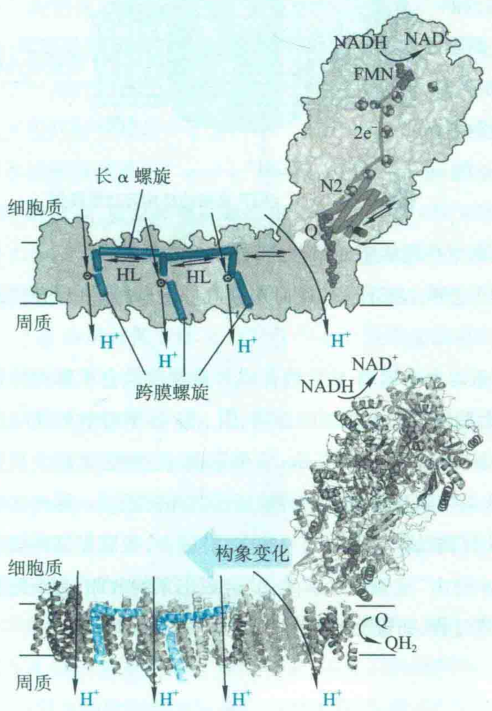 NADH NAD⁺
FMN
2e⁻
N2
长 α 螺旋
细胞质
Q
HL HL
周质
H⁺ H⁺ H⁺ H⁺
跨膜螺旋
NADH NAD⁺
构象变化
细胞质
Q
QH₂
周质
H⁺ H⁺ H⁺ H⁺